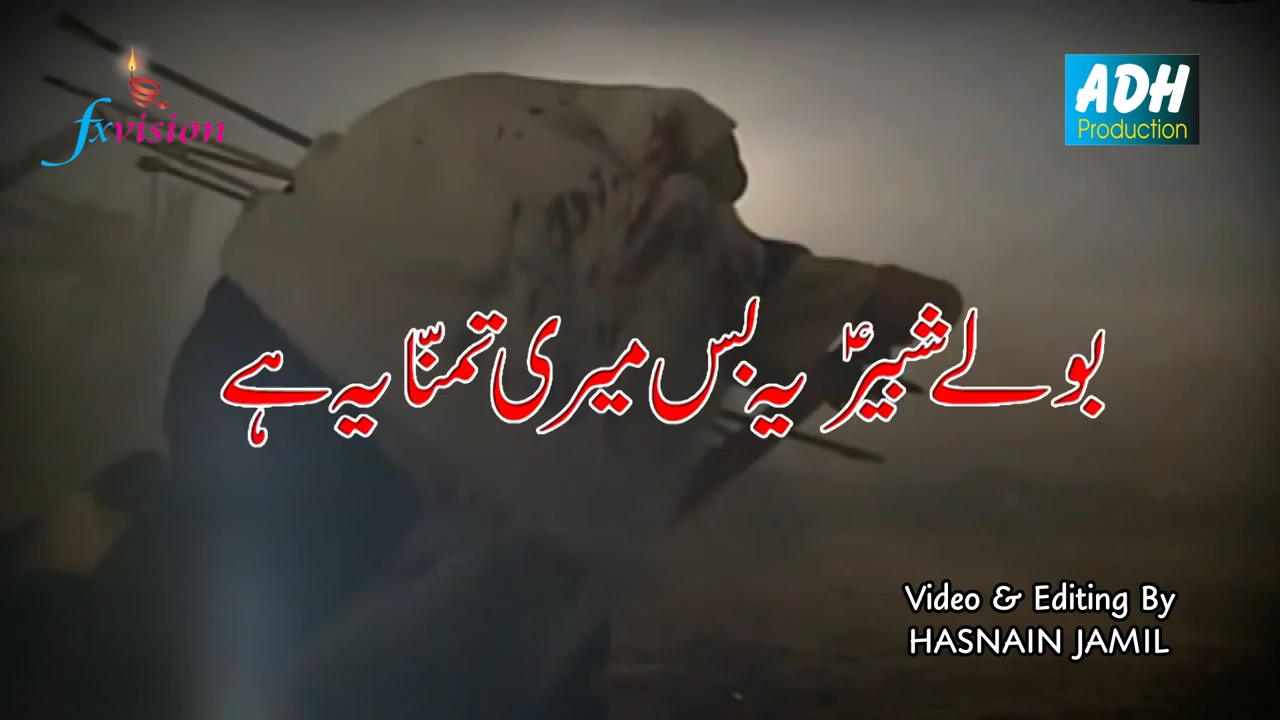 fxvision
ADH
Production
بولے شبیرؑ یہ بس میری تمنّا یہ ہے
Video & Editing By
HASNAIN JAMIL